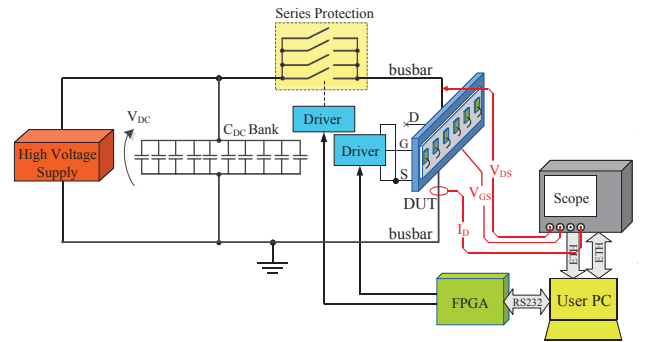 Series Protection
busbar
V_DC
C_DC Bank
Driver
D
High Voltage
Supply
Driver
G
S
V_DS
Scope
DUT
V_GS
I_D
busbar
ETH
ETH
FPGA
RS232
User PC